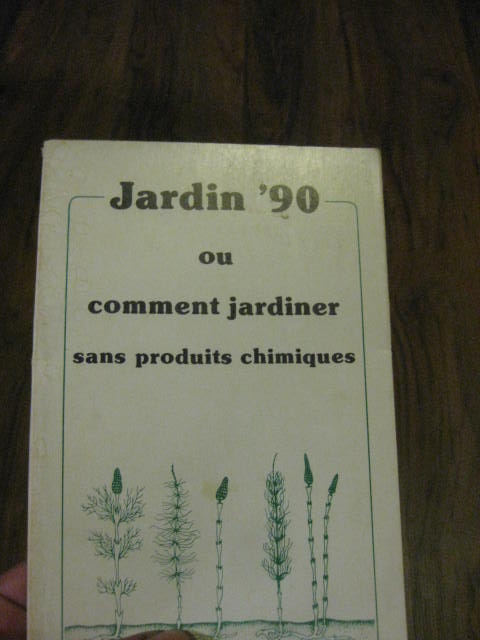 Jardin '90
ou
comment jardiner
sans produits chimiques